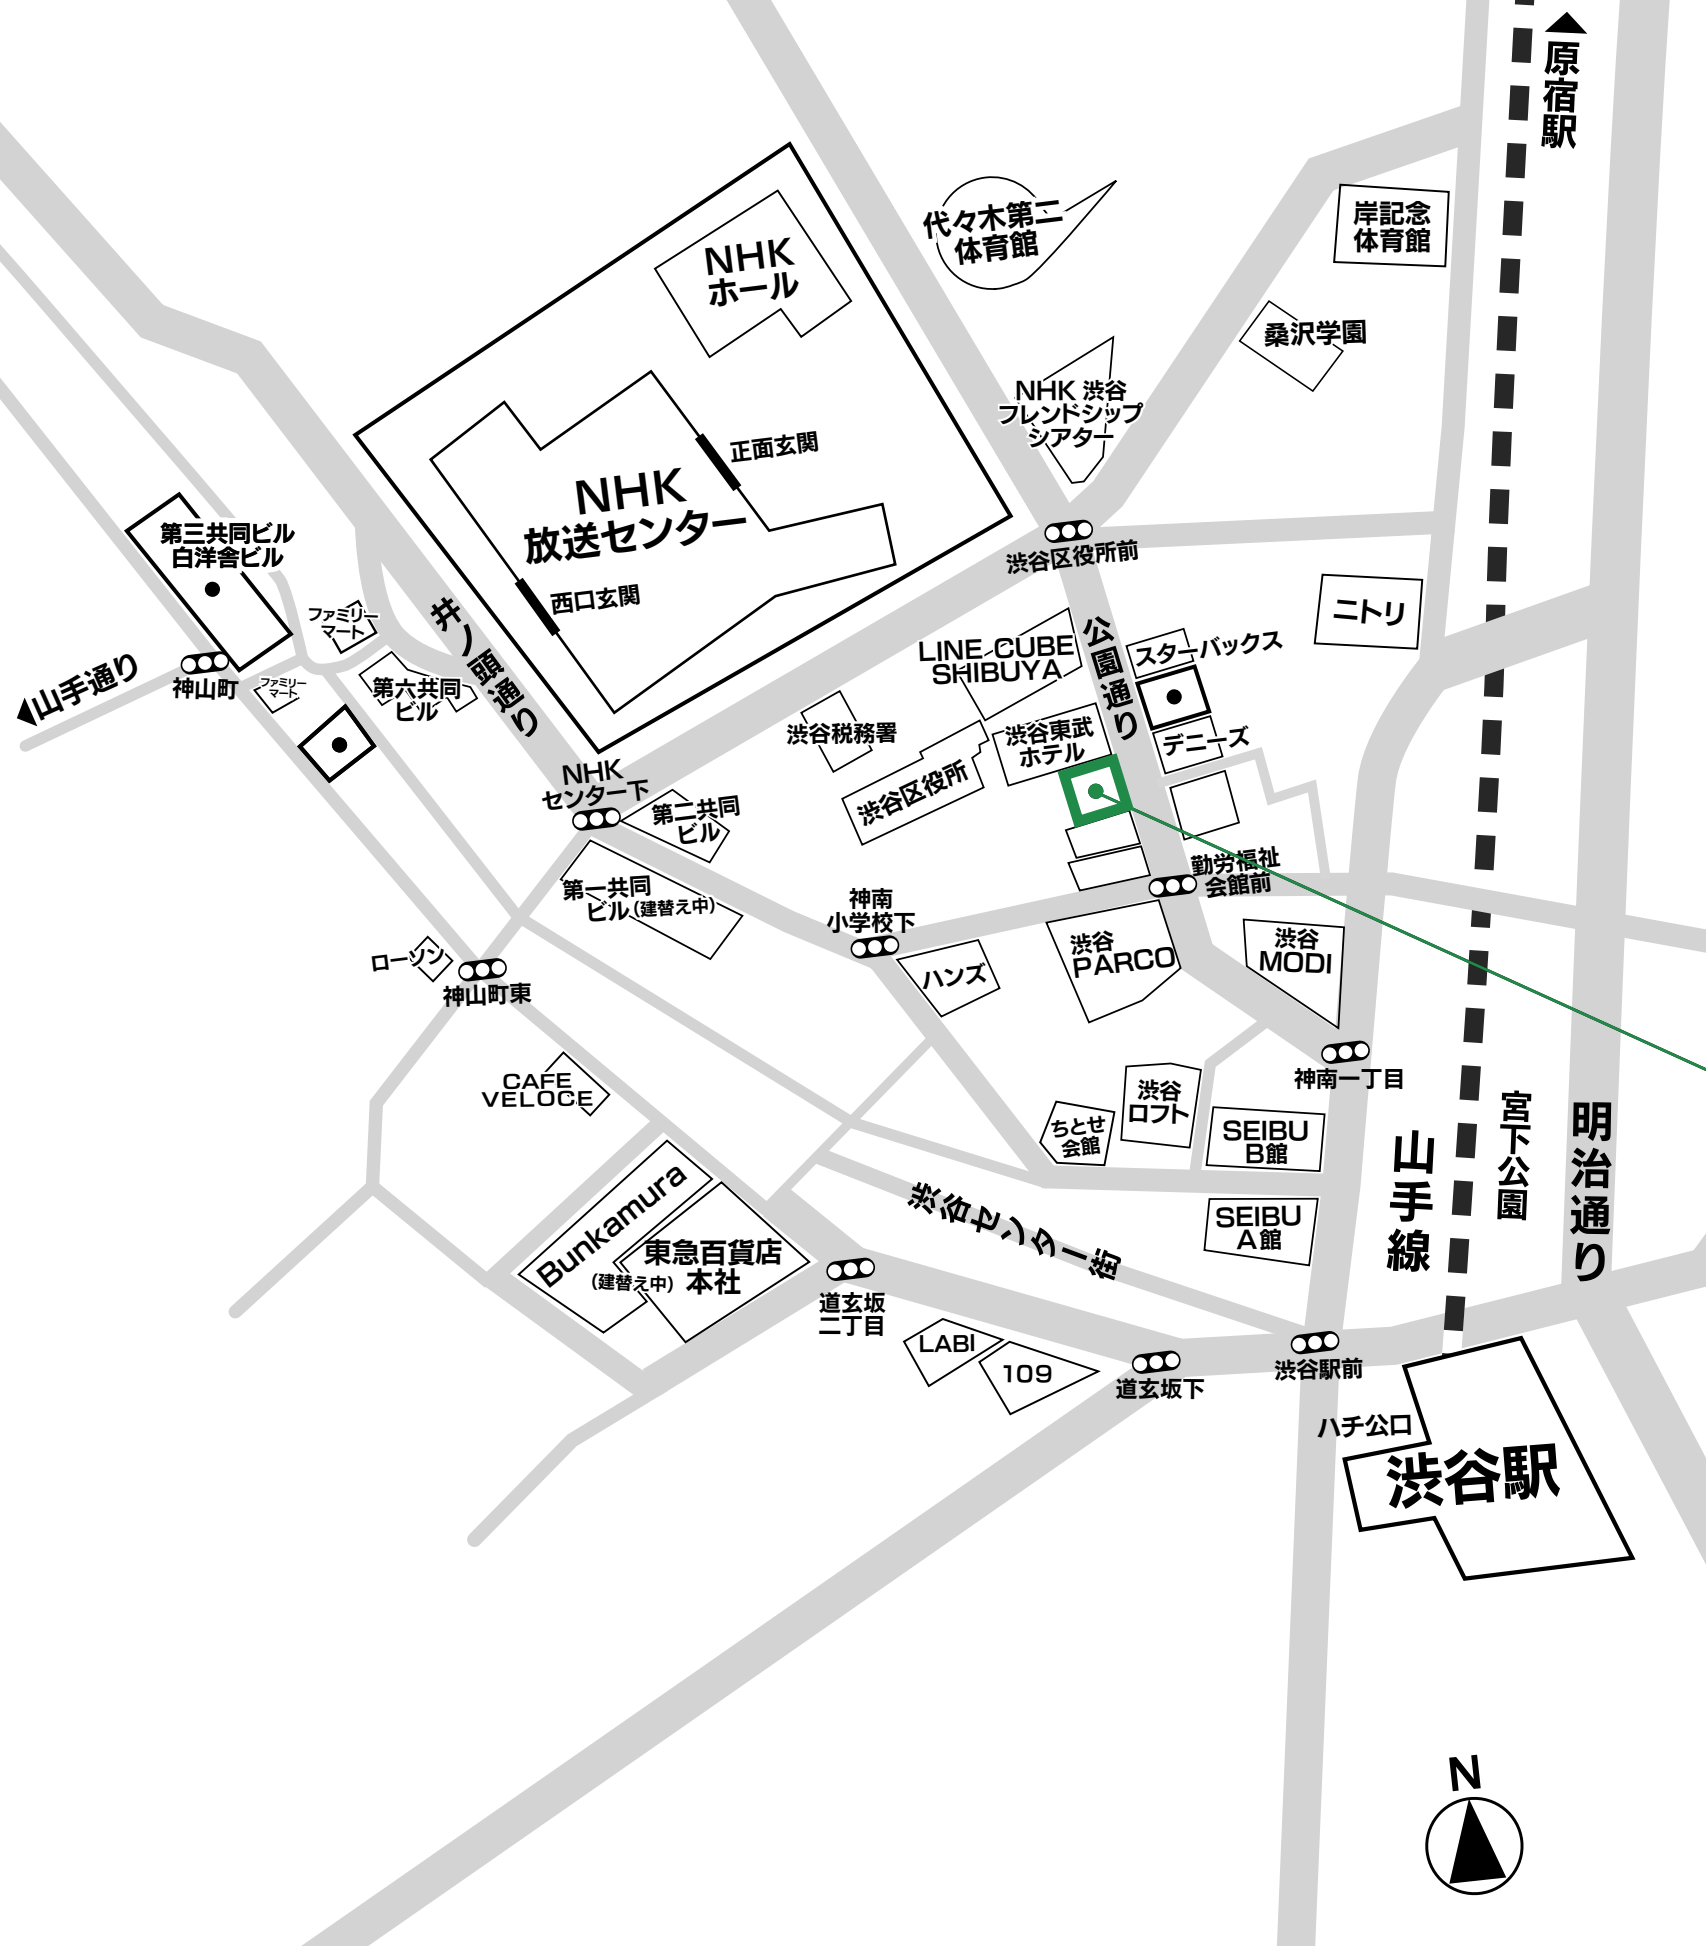 原宿駅
代々木第二
体育館
岸記念
体育館
NHK
ホール
桑沢学園
NHK 渋谷
フレンドシップ
シアター
正面玄関
NHK
放送センター
西口玄関
渋谷区役所前
第三共同ビル
白洋舎ビル
ファミリー
マート
井ノ頭通り
山手通り
神山町
ファミリー
マート
第六共同
ビル
LINE CUBE
SHIBUYA
公園通り
スターバックス
ニトリ
渋谷税務署
渋谷東武
ホテル
デニーズ
渋谷区役所
NHK
センター下
第二共同
ビル
第一共同
ビル(建替え中)
神南
小学校下
勤労福祉
会館前
ローソン
神山町東
ハンズ
渋谷
PARCO
渋谷
MODI
神南一丁目
CAFE
VELOCE
渋谷
ロフト
ちとせ
会館
SEIBU
B館
山手線
宮下公園
明治通り
Bunkamura
東急百貨店
本社
(建替え中)
渋谷センター街
SEIBU
A館
道玄坂
二丁目
LABI
109
道玄坂下
渋谷駅前
ハチ公口
渋谷駅
N